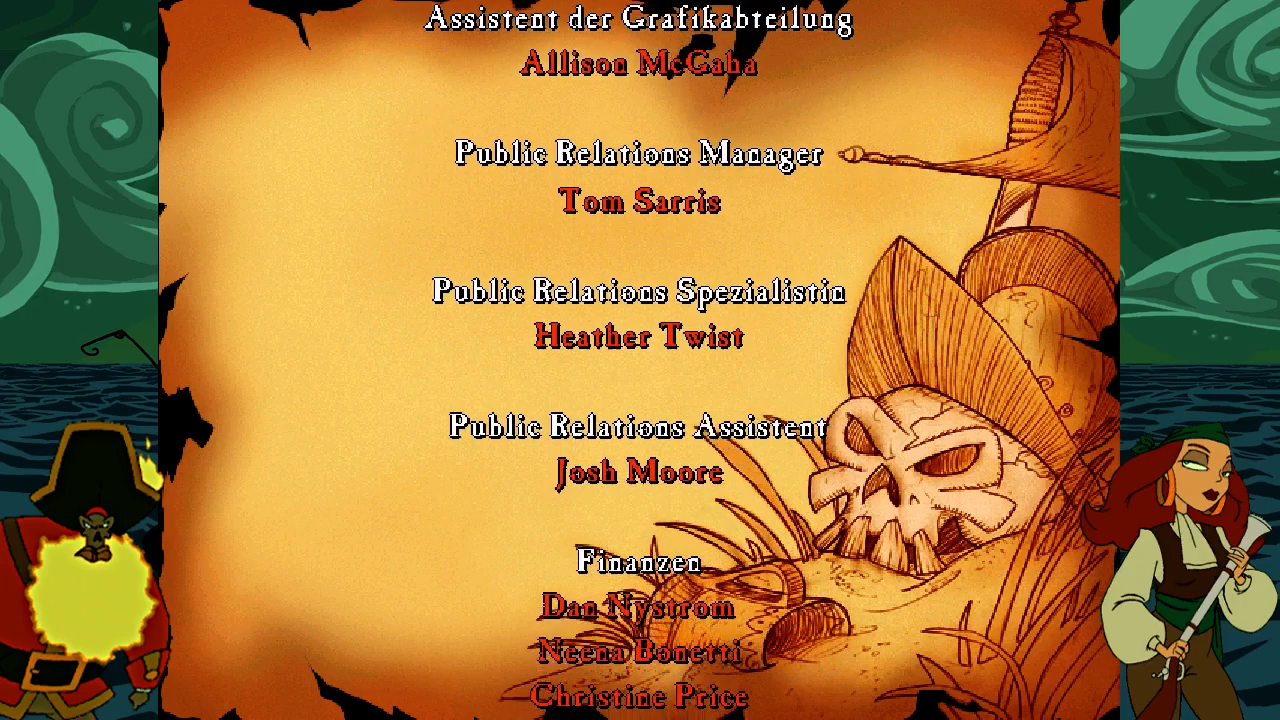 Assistent der Grafikabteilung
Allison McGaha
Public Relations Manager
Tom Sarris
Public Relations Spezialistin
Heather Twist
Public Relations Assistent
Josh Moore
Finanzen
Dan Nystrom
Neena Bonetti
Christine Price